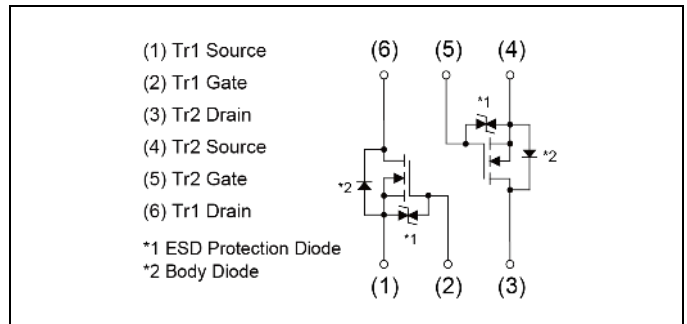 (1) Tr1 Source
(2) Tr1 Gate
(3) Tr2 Drain
(4) Tr2 Source
(5) Tr2 Gate
(6) Tr1 Drain
*1 ESD Protection Diode
*2 Body Diode
(6) (5) (4)
*1
*2
*2
*1
(1) (2) (3)